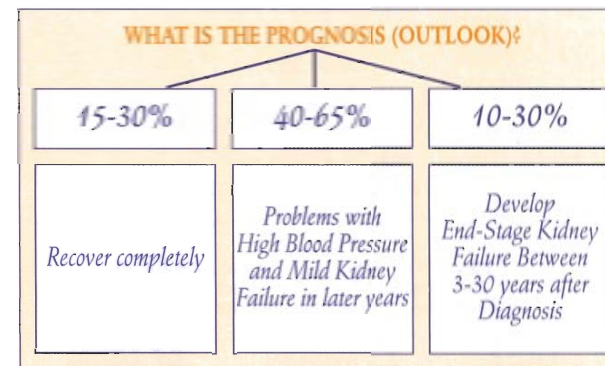 WHAT IS THE PROGNOSIS (OUTLOOK)?
15-30%
40-65%
10-30%
Recover completely
Problems with
High Blood Pressure
and Mild Kidney
Failure in later years
Develop
End-Stage Kidney
Failure Between
3-30 years after
Diagnosis